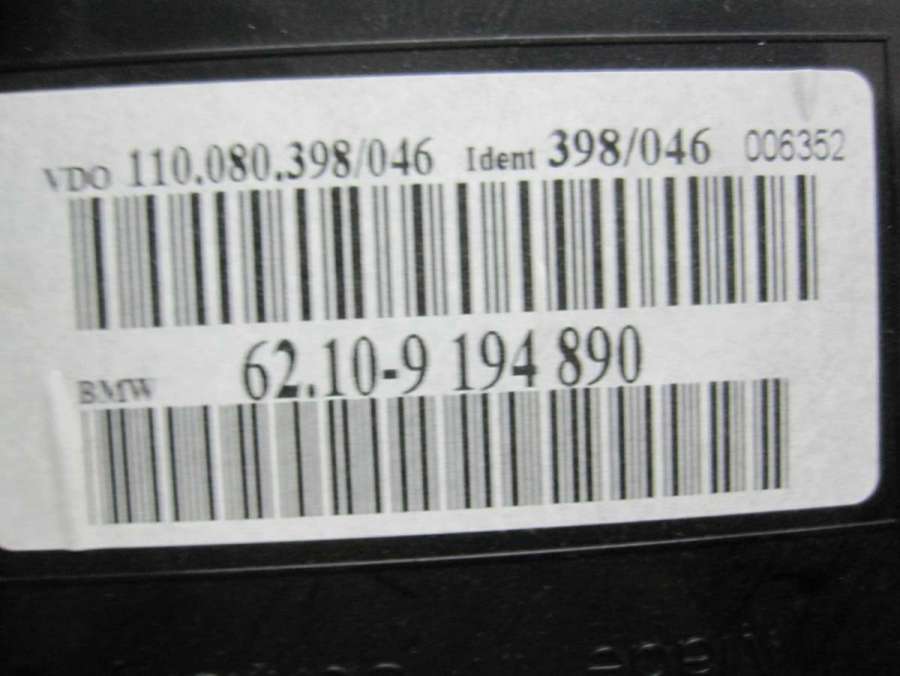 VDO 110.080.398/046 Ident 398/046 006352
BMW 62.10-9 194 890